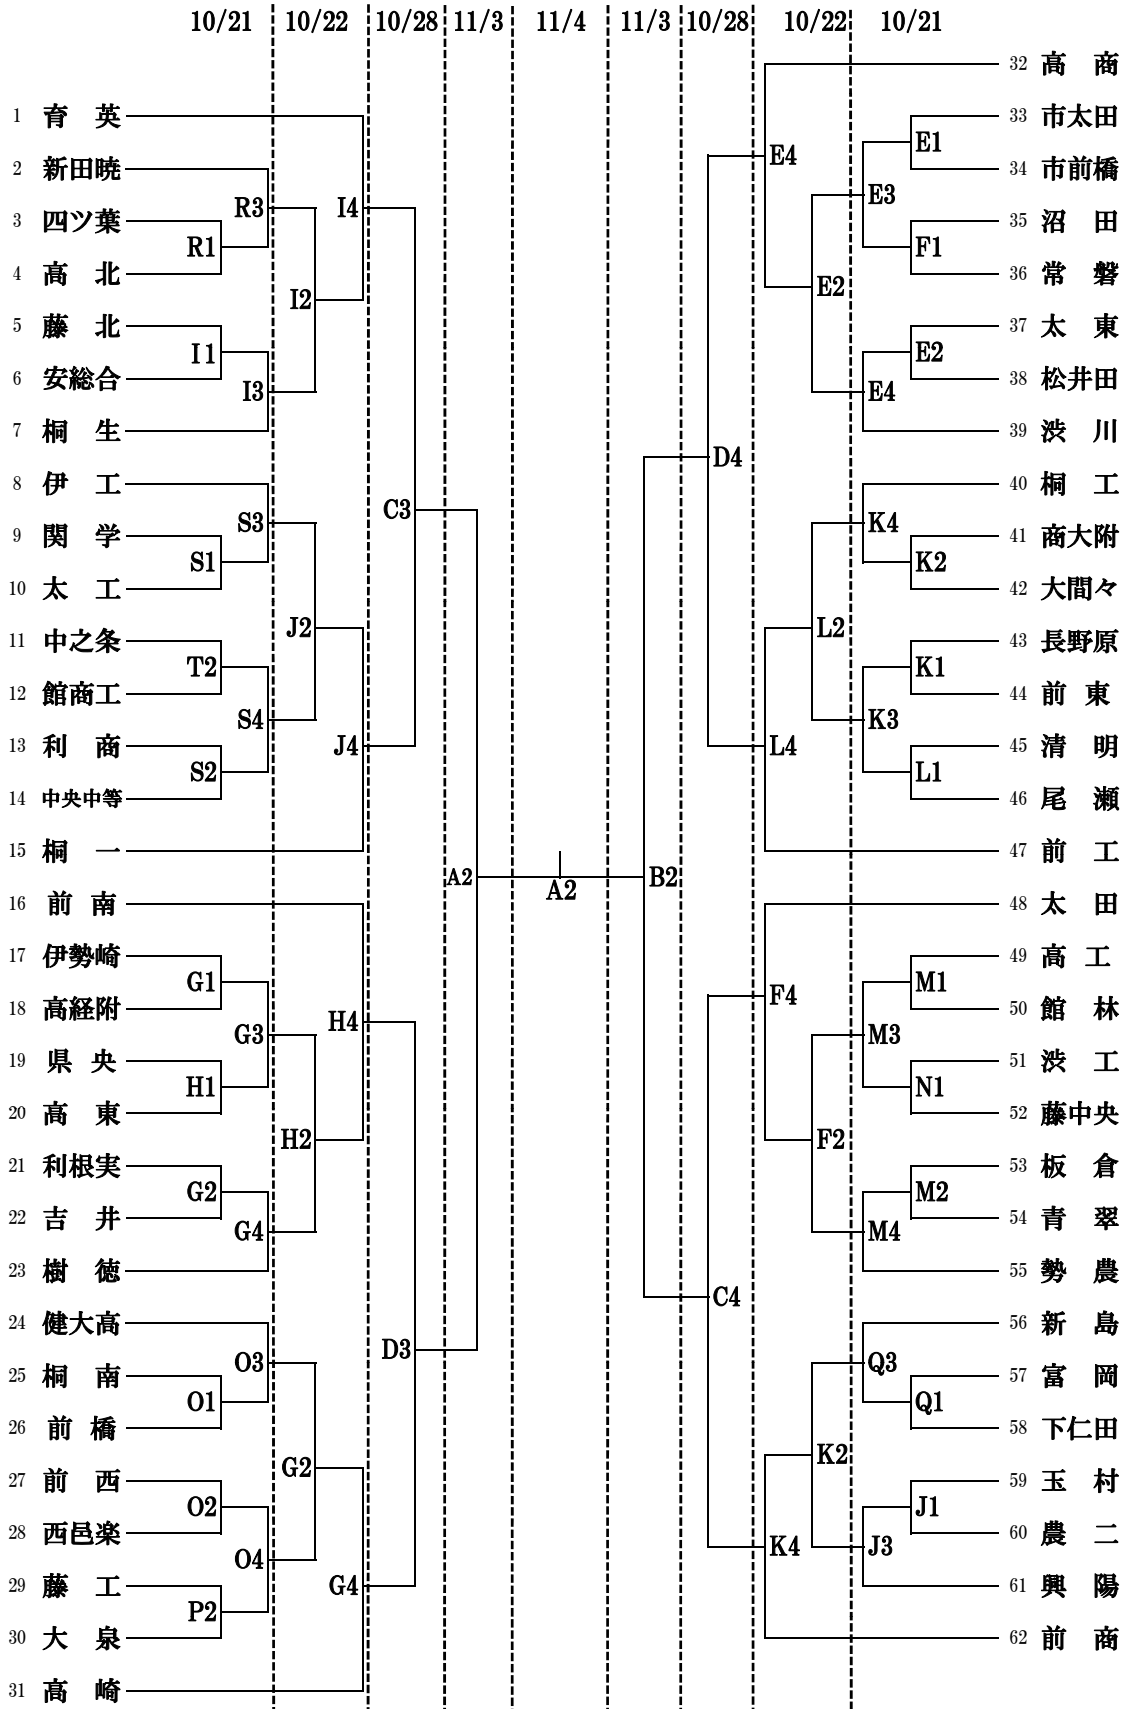 10/21 10/22 10/28 11/3 11/4 11/3 10/28 10/22 10/21
32 高 商
1 育 英
33 市太田
E1
E4
2 新田暁
34 市前橋
R3 I4
E3
3 四ツ葉
35 沼 田
R1
F1
4 高 北
36 常 磐
I2
E2
5 藤 北
37 太 東
I1
E2
6 安総合
38 松井田
I3
E4
7 桐 生
39 渋 川
D4
8 伊 工
40 桐 工
C3
S3
K4
9 関 学
41 商大附
S1
K2
10 太 工
42 大間々
J2
L2
11 中之条
43 長野原
T2
K1
12 館商工
44 前 東
S4
K3
13 利 商
45 清 明
J4
L4
S2
L1
14 中央中等
46 尾 瀬
15 桐 一
47 前 工
A2 A2 B2
16 前 南
48 太 田
17 伊勢崎
49 高 工
G1
M1
F4
18 高経附
50 館 林
H4
G3
M3
19 県 央
51 渋 工
H1
N1
20 高 東
52 藤中央
H2
F2
21 利根実
53 板 倉
G2
M2
22 吉 井
54 青 翠
G4
M4
23 樹 徳
55 勢 農
C4
24 健大高
56 新 島
D3
O3
Q3
25 桐 南
57 富 岡
O1
Q1
26 前 橋
58 下仁田
G2
K2
27 前 西
59 玉 村
O2
J1
28 西邑楽
60 農 二
O4
K4
J3
29 藤 工
61 興 陽
G4
P2
30 大 泉
62 前 商
31 高 崎